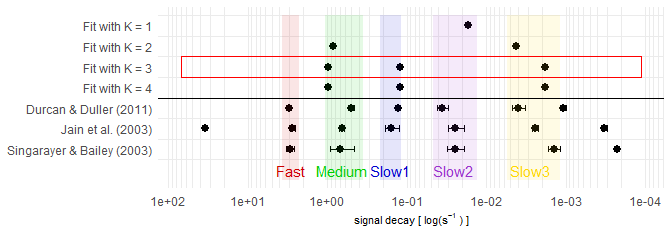 Fit with K = 1
Fit with K = 2
Fit with K = 3
Fit with K = 4
Durcan & Duller (2011)
Jain et al. (2003)
Singarayer & Bailey (2003)
Fast Medium Slow1 Slow2 Slow3
1e+02 1e+01 1e+00 1e-01 1e-02 1e-03 1e-04
signal decay [ log(s⁻¹ ) ]